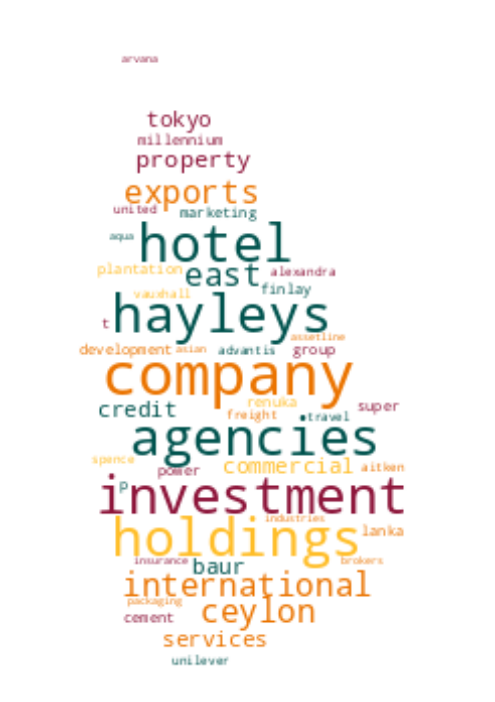 arvana
tokyo
millennium
property
exports
united marketing
aqua hotel
plantation east alexandra
vauxhall finlay
t hayleys
assetline
development asian advantis group
company
credit renuka super
freight travel
agencies
spence commercial aitken
power
p investment
holdings industries lanka
insurance baur brokers
international
packaging ceylon
cement
services
unilever